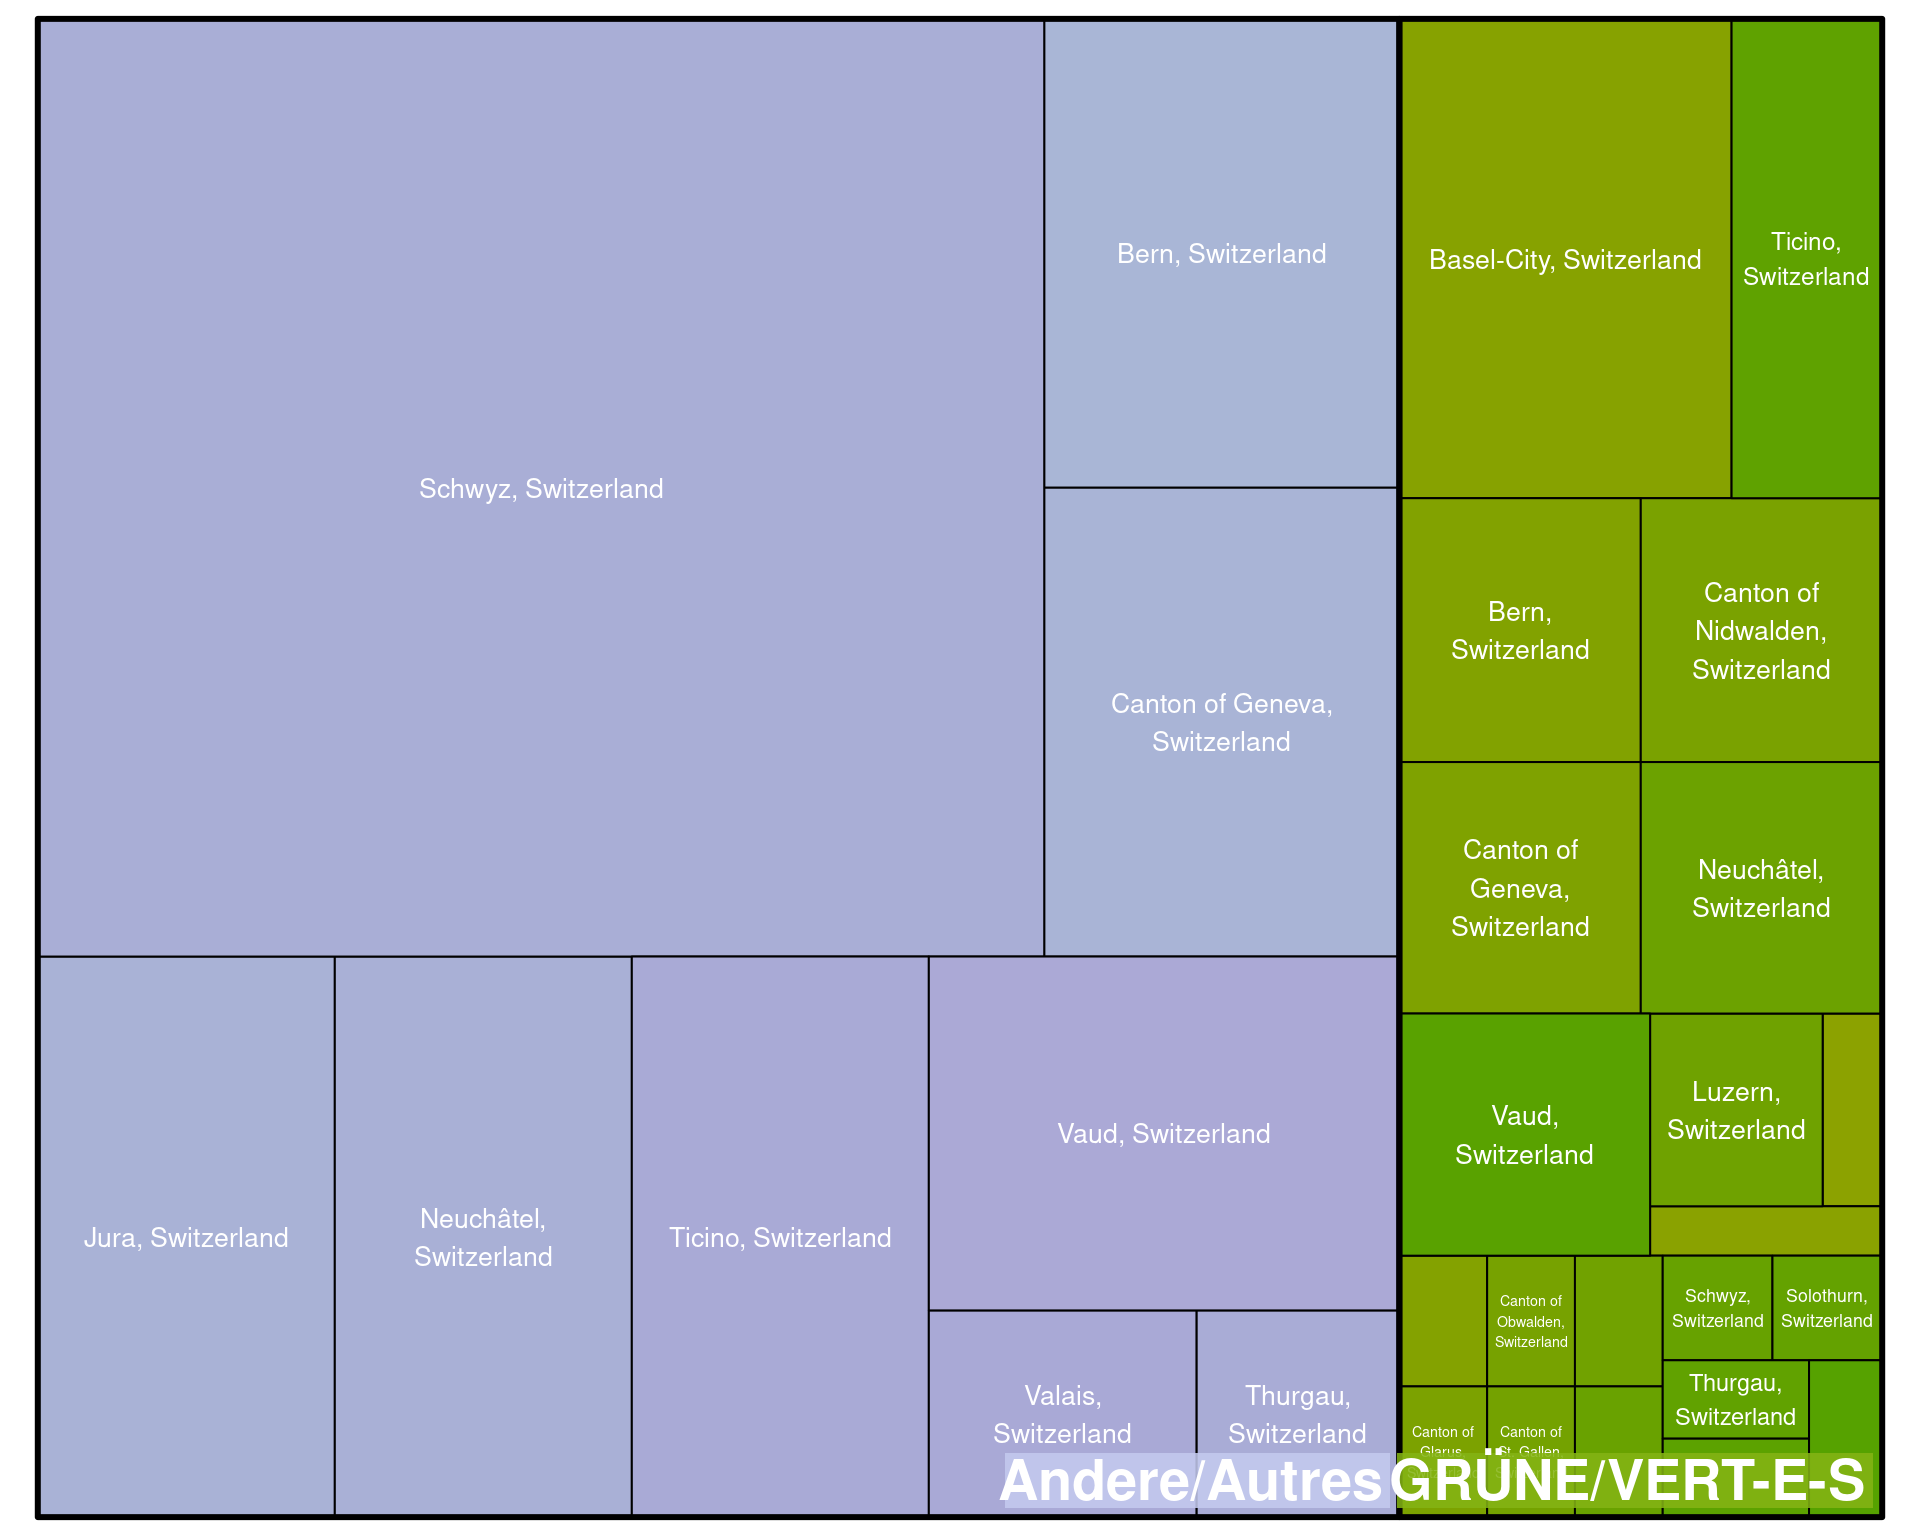 Schwyz, Switzerland
Bern, Switzerland
Canton of Geneva,
Switzerland
Jura, Switzerland
Neuchâtel,
Switzerland
Ticino, Switzerland
Vaud, Switzerland
Valais,
Switzerland
Thurgau,
Switzerland
Andere/Autres
Basel-City, Switzerland
Ticino,
Switzerland
Bern,
Switzerland
Canton of
Nidwalden,
Switzerland
Canton of
Geneva,
Switzerland
Neuchâtel,
Switzerland
Vaud,
Switzerland
Luzern,
Switzerland
Canton of
Obwalden,
Switzerland
Schwyz,
Switzerland
Solothurn,
Switzerland
Thurgau,
Switzerland
Canton of
Glarus,
Canton of
St. Gallen,
GRÜNE/VERT-E-S